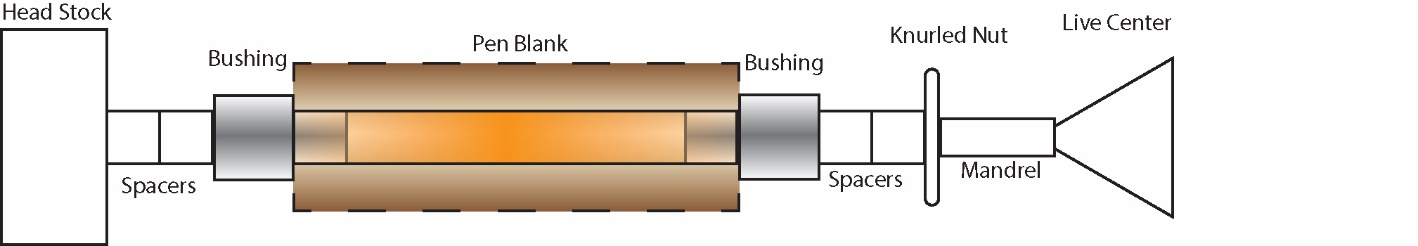 Head Stock
Spacers
Bushing
Pen Blank
Bushing
Spacers
Knurled Nut
Mandrel
Live Center